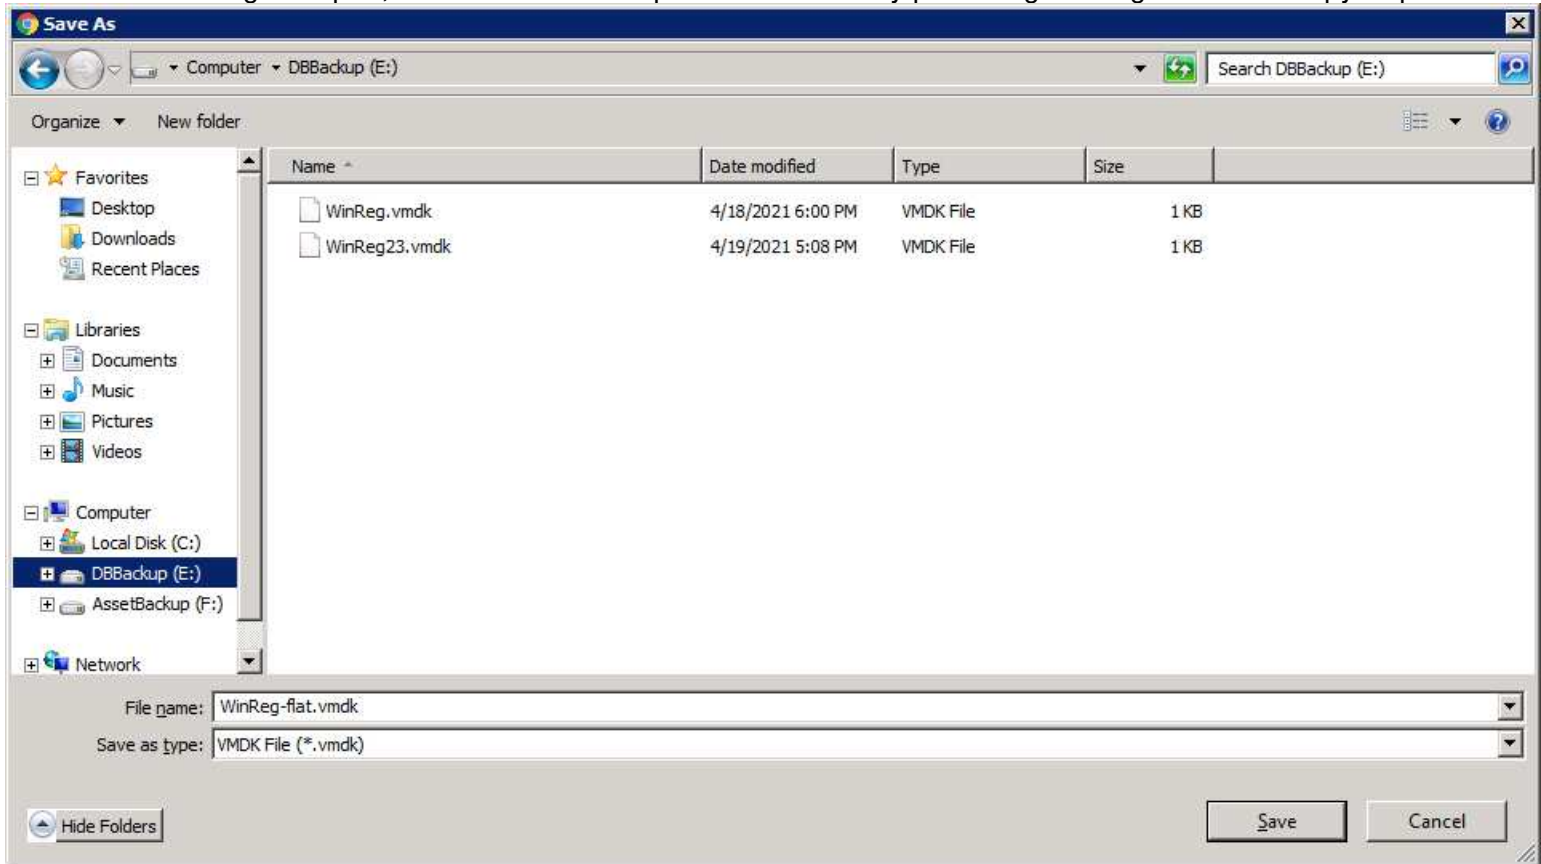 Save As
Computer DBBackup (E:) Search DBBackup (E:)
Organize New folder
Name Date modified Type Size
Favorites
Desktop WinReg.vmdk 4/18/2021 6:00 PM VMDK File 1 KB
Downloads WinReg23.vmdk 4/19/2021 5:08 PM VMDK File 1 KB
Recent Places
Libraries
Documents
Music
Pictures
Videos
Computer
Local Disk (C:)
DBBackup (E:)
AssetBackup (F:)
Network
File name: WinReg-flat.vmdk
Save as type: VMDK File (*.vmdk)
Hide Folders Save Cancel